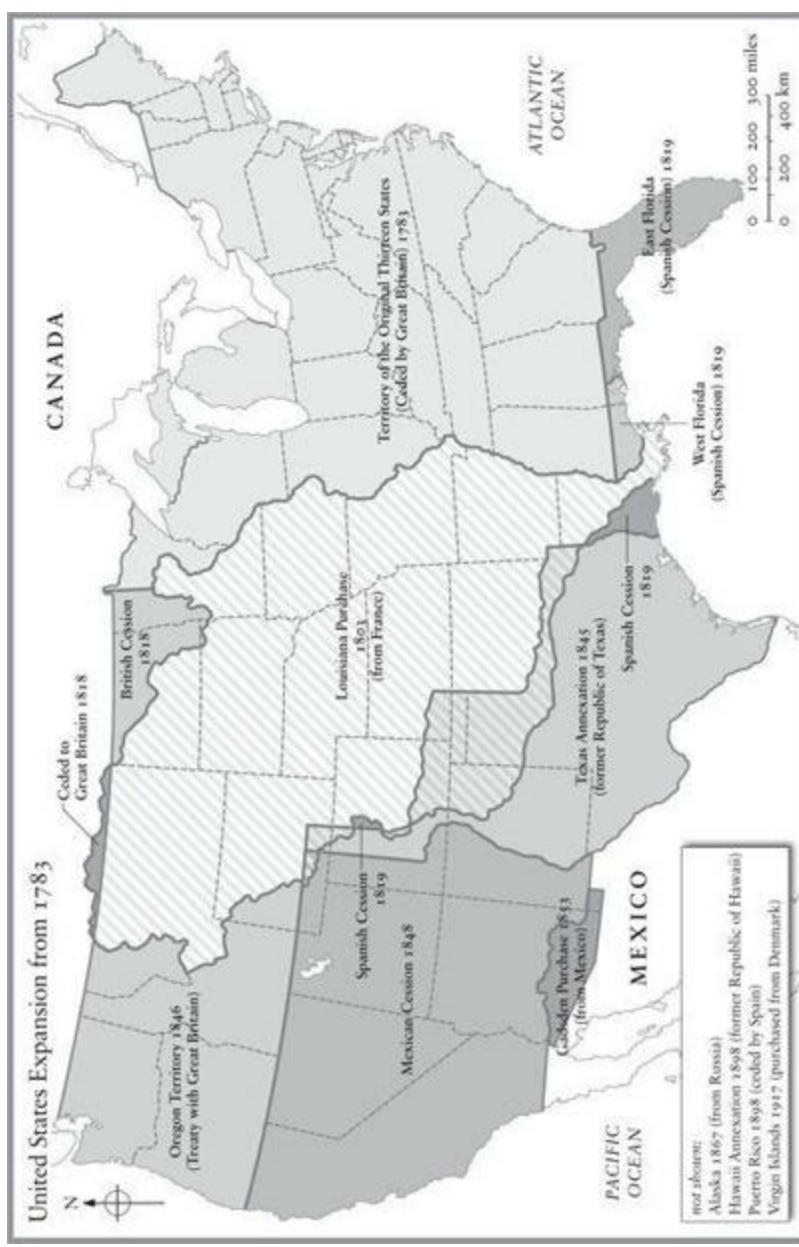 United States Expansion from 1783
N
CANADA
Ceded to
Great Britain 1818
British Cession
1818
Oregon Territory 1846
(Treaty with Great Britain)
Louisiana Purchase
1803
(from France)
Territory of the Original Thirteen States
(Ceded by Great Britain) 1783
ATLANTIC
OCEAN
Spanish Cession
1819
Mexican Cession 1848
Gadsden Purchase 1853
(from Mexico)
Texas Annexation 1845
(former Republic of Texas)
Spanish Cession
1819
West Florida
(Spanish Cession) 1819
East Florida
(Spanish Cession) 1819
PACIFIC
OCEAN
MEXICO
not shown:
Alaska 1867 (from Russia)
Hawaii Annexation 1898 (former Republic of Hawaii)
Puerto Rico 1898 (ceded by Spain)
Virgin Islands 1917 (purchased from Denmark)
0 100 200 300 miles
0 200 400 km